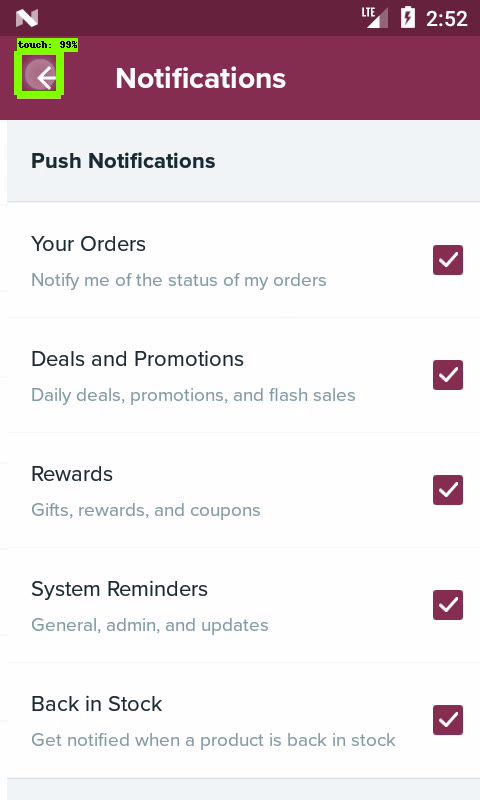 LTE 2:52
touch: 99%
Notifications
Push Notifications
Your Orders
Notify me of the status of my orders
Deals and Promotions
Daily deals, promotions, and flash sales
Rewards
Gifts, rewards, and coupons
System Reminders
General, admin, and updates
Back in Stock
Get notified when a product is back in stock